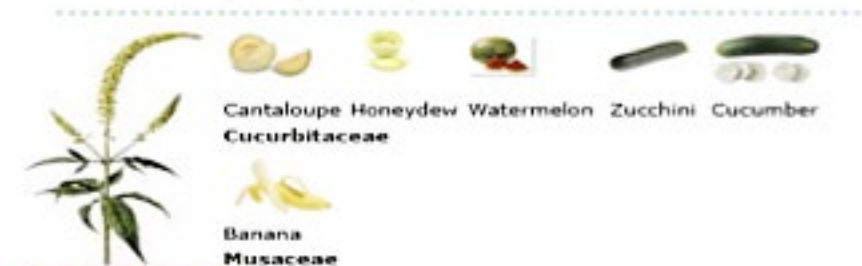 Cantaloupe Honeydew Watermelon Zucchini Cucumber
Cucurbitaceae
Banana
Musaceae